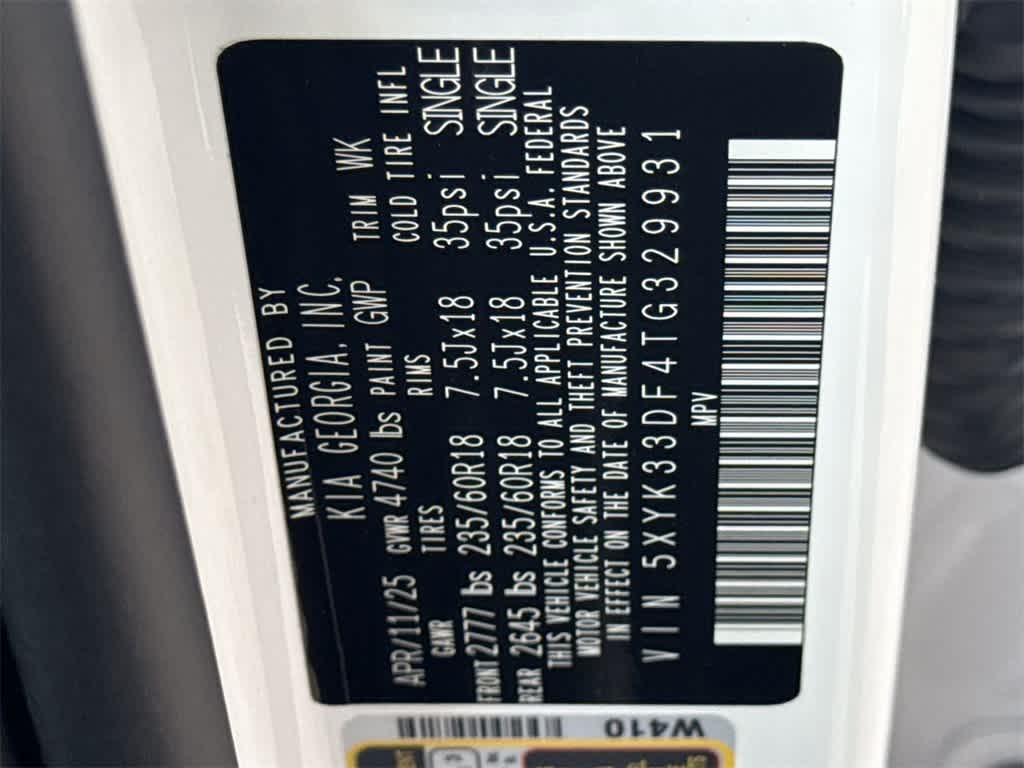 MANUFACTURED BY
KIA GEORGIA, INC,
APR/11/25 GVWR 4740 lbs PAINT GWP TRIM WK
GAWR TIRES RIMS COLD TIRE INFL
FRONT 2777 lbs 235/60R18 7.5Jx18 35psi SINGLE
REAR 2645 lbs 235/60R18 7.5Jx18 35psi SINGLE
THIS VEHICLE CONFORMS TO ALL APPLICABLE U.S.A. FEDERAL
MOTOR VEHICLE SAFETY AND THEFT PREVENTION STANDARDS
IN EFFECT ON THE DATE OF MANUFACTURE SHOWN ABOVE
VIN 5XYK33DF4TG329931
MPV
W410